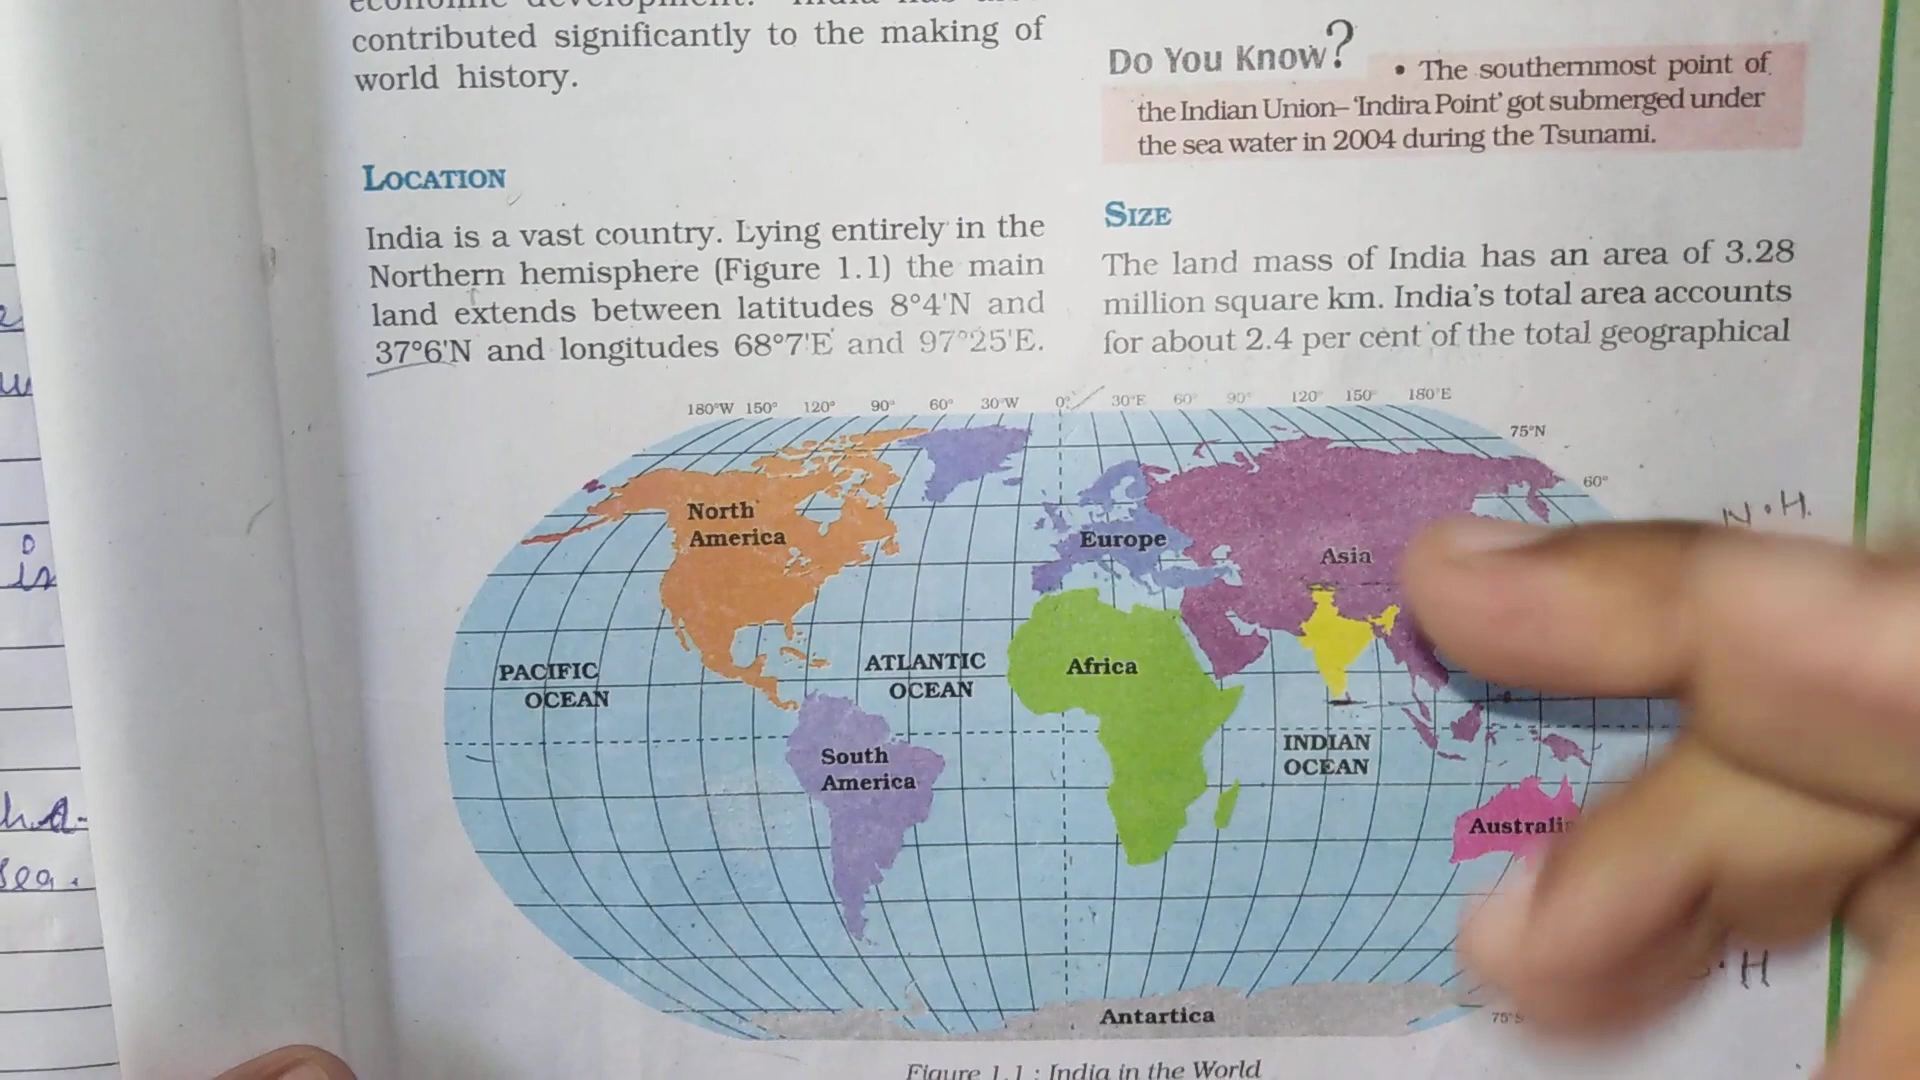 contributed significantly to the making of
world history.
LOCATION
India is a vast country. Lying entirely in the
Northern hemisphere (Figure 1.1) the main
land extends between latitudes 8°4'N and
37°6'N and longitudes 68°7'E and 97°25'E.
Do You Know?
• The southernmost point of
the Indian Union– 'Indira Point' got submerged under
the sea water in 2004 during the Tsunami.
SIZE
The land mass of India has an area of 3.28
million square km. India's total area accounts
for about 2.4 per cent of the total geographical
180°W 150° 120° 90° 60° 30°W 0° 30°E 60° 90° 120° 150° 180°E
75°N
60°
N.H.
North
America
Europe
Asia
PACIFIC
OCEAN
ATLANTIC
OCEAN
Africa
South
America
INDIAN
OCEAN
Australi
H
Antartica
75°S
Figure 1.1 : India in the World